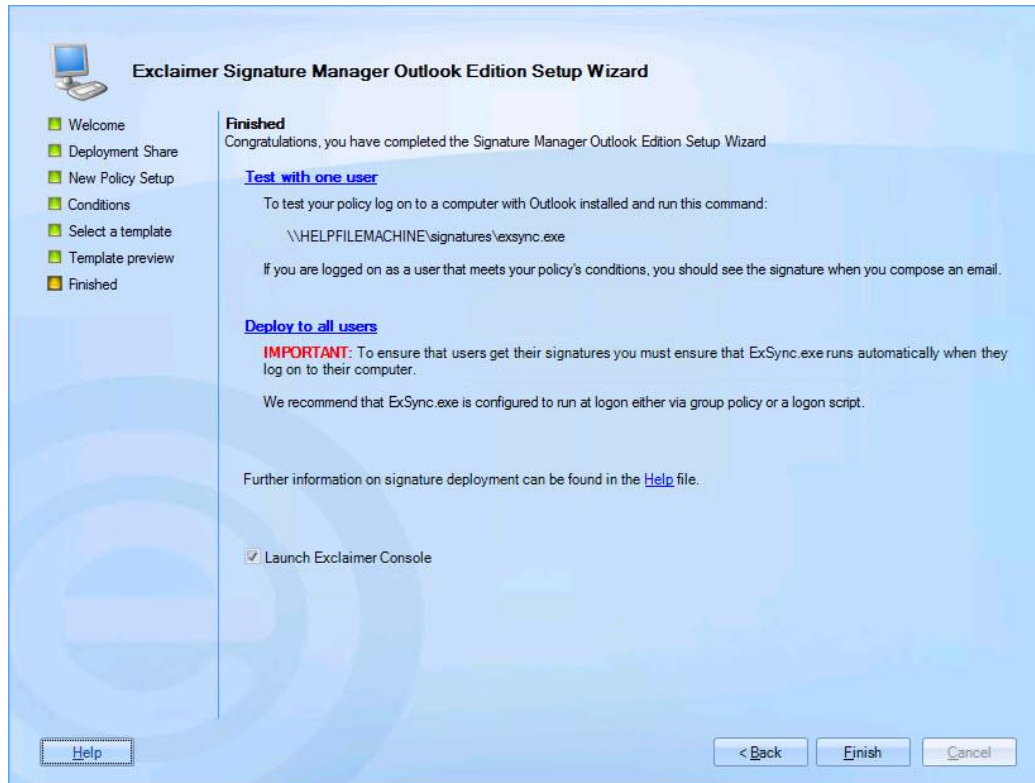 Exclaimer Signature Manager Outlook Edition Setup Wizard
Welcome
Deployment Share
New Policy Setup
Conditions
Select a template
Template preview
Finished
Finished
Congratulations, you have completed the Signature Manager Outlook Edition Setup Wizard
Test with one user
To test your policy log on to a computer with Outlook installed and run this command:
\\HELPFILEMACHINE\signatures\exsync.exe
If you are logged on as a user that meets your policy's conditions, you should see the signature when you compose an email.
Deploy to all users
IMPORTANT: To ensure that users get their signatures you must ensure that ExSync.exe runs automatically when they
log on to their computer.
We recommend that ExSync.exe is configured to run at logon either via group policy or a logon script.
Further information on signature deployment can be found in the Help file.
Launch Exclaimer Console
Help
< Back
Finish
Cancel